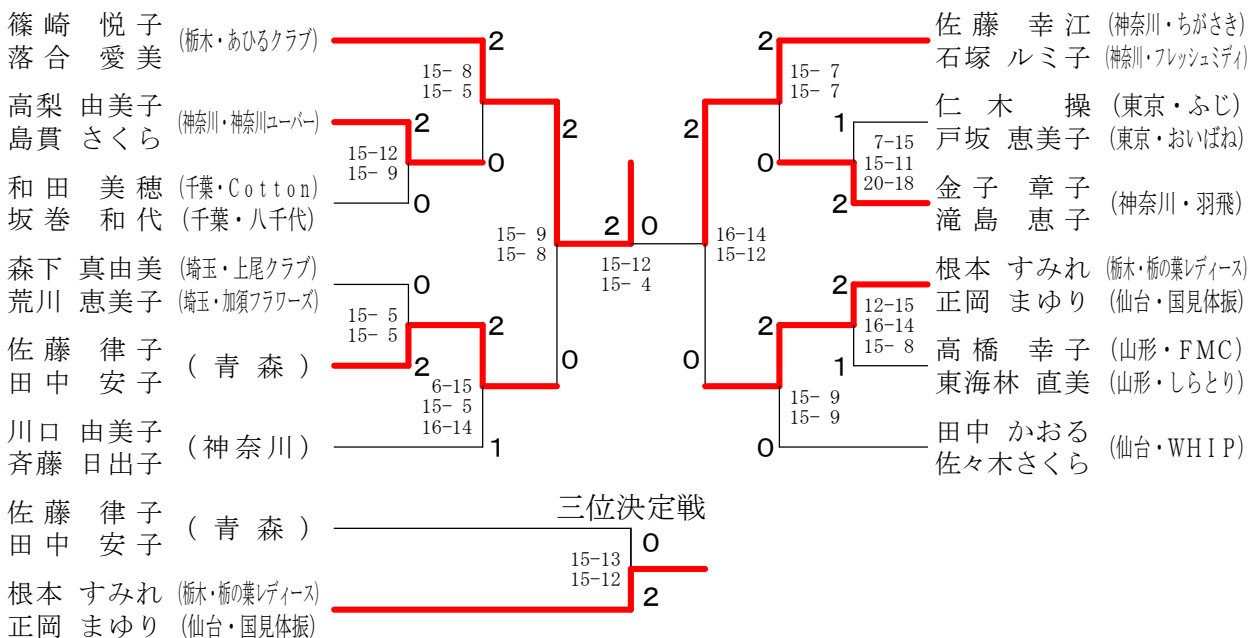 篠崎 悦子 (栃木・あひるクラブ)
落合 愛美
2
15- 8
15- 5
高梨 由美子 (神奈川・神奈川ユーバー)
島貫 さくら
2
15-12
15- 9
0
和田 美穂 (千葉・Cotton)
坂巻 和代 (千葉・八千代)
0
2
15- 9
15- 8
森下 真由美 (埼玉・上尾クラブ)
荒川 恵美子 (埼玉・加須フラワーズ)
0
15- 5
15- 5
2
佐藤 律子 (青森)
田中 安子
2
6-15
15- 5
16-14
0
川口 由美子 (神奈川)
斉藤 日出子
1
2 0
15-12
15- 4
佐藤 幸江 (神奈川・ちがさき)
石塚 ルミ子 (神奈川・フレッシュミディ)
2
15- 7
15- 7
仁木 操 (東京・ふじ)
戸坂 恵美子 (東京・おいばね)
1
7-15
15-11
20-18
0
金子 章子 (神奈川・羽飛)
滝島 恵子
2
2
16-14
15-12
根本 すみれ (栃木・栃の葉レディース)
正岡 まゆり (仙台・国見体振)
2
12-15
16-14
15- 8
2
高橋 幸子 (山形・FMC)
東海林 直美 (山形・しらとり)
1
0
15- 9
15- 9
田中 かおる (仙台・WHIP)
佐々木さくら
0
三位決定戦
佐藤 律子 (青森)
田中 安子
0
15-13
15-12
根本 すみれ (栃木・栃の葉レディース)
正岡 まゆり (仙台・国見体振)
2